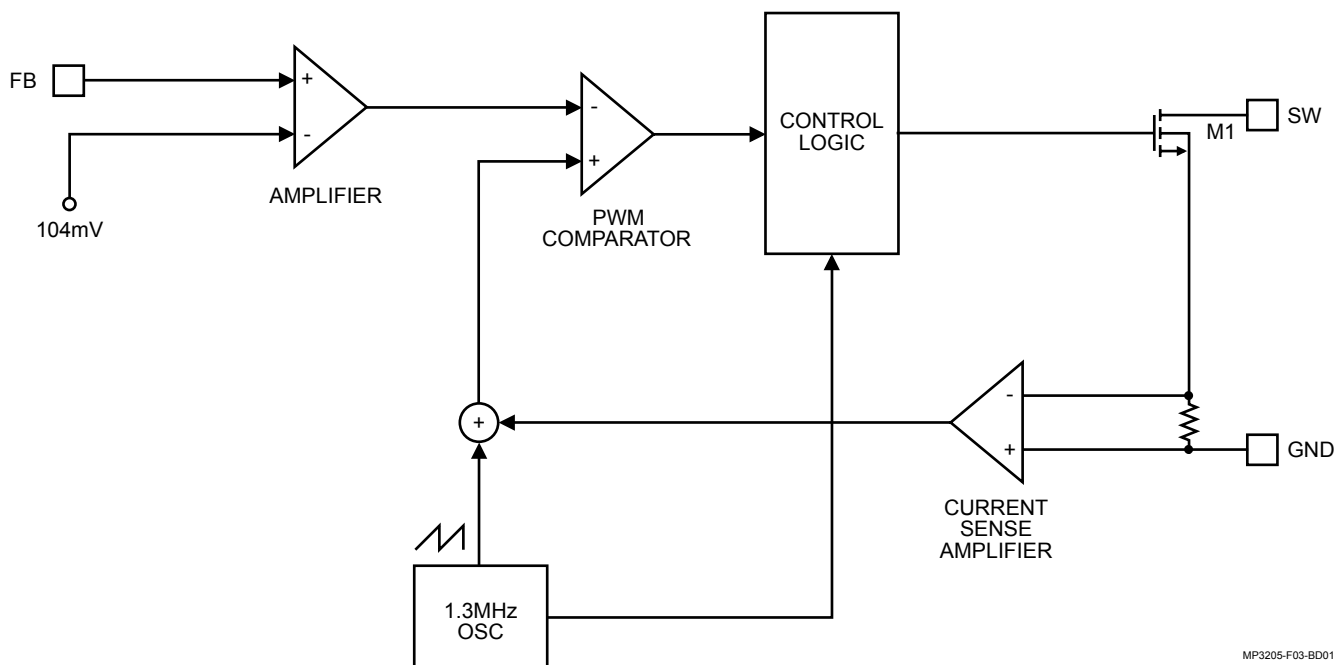 FB
+
-
104mV
AMPLIFIER
-
+
PWM
COMPARATOR
CONTROL
LOGIC
M1
SW
+
-
+
GND
CURRENT
SENSE
AMPLIFIER
1.3MHz
OSC
MP3205-F03-BD01